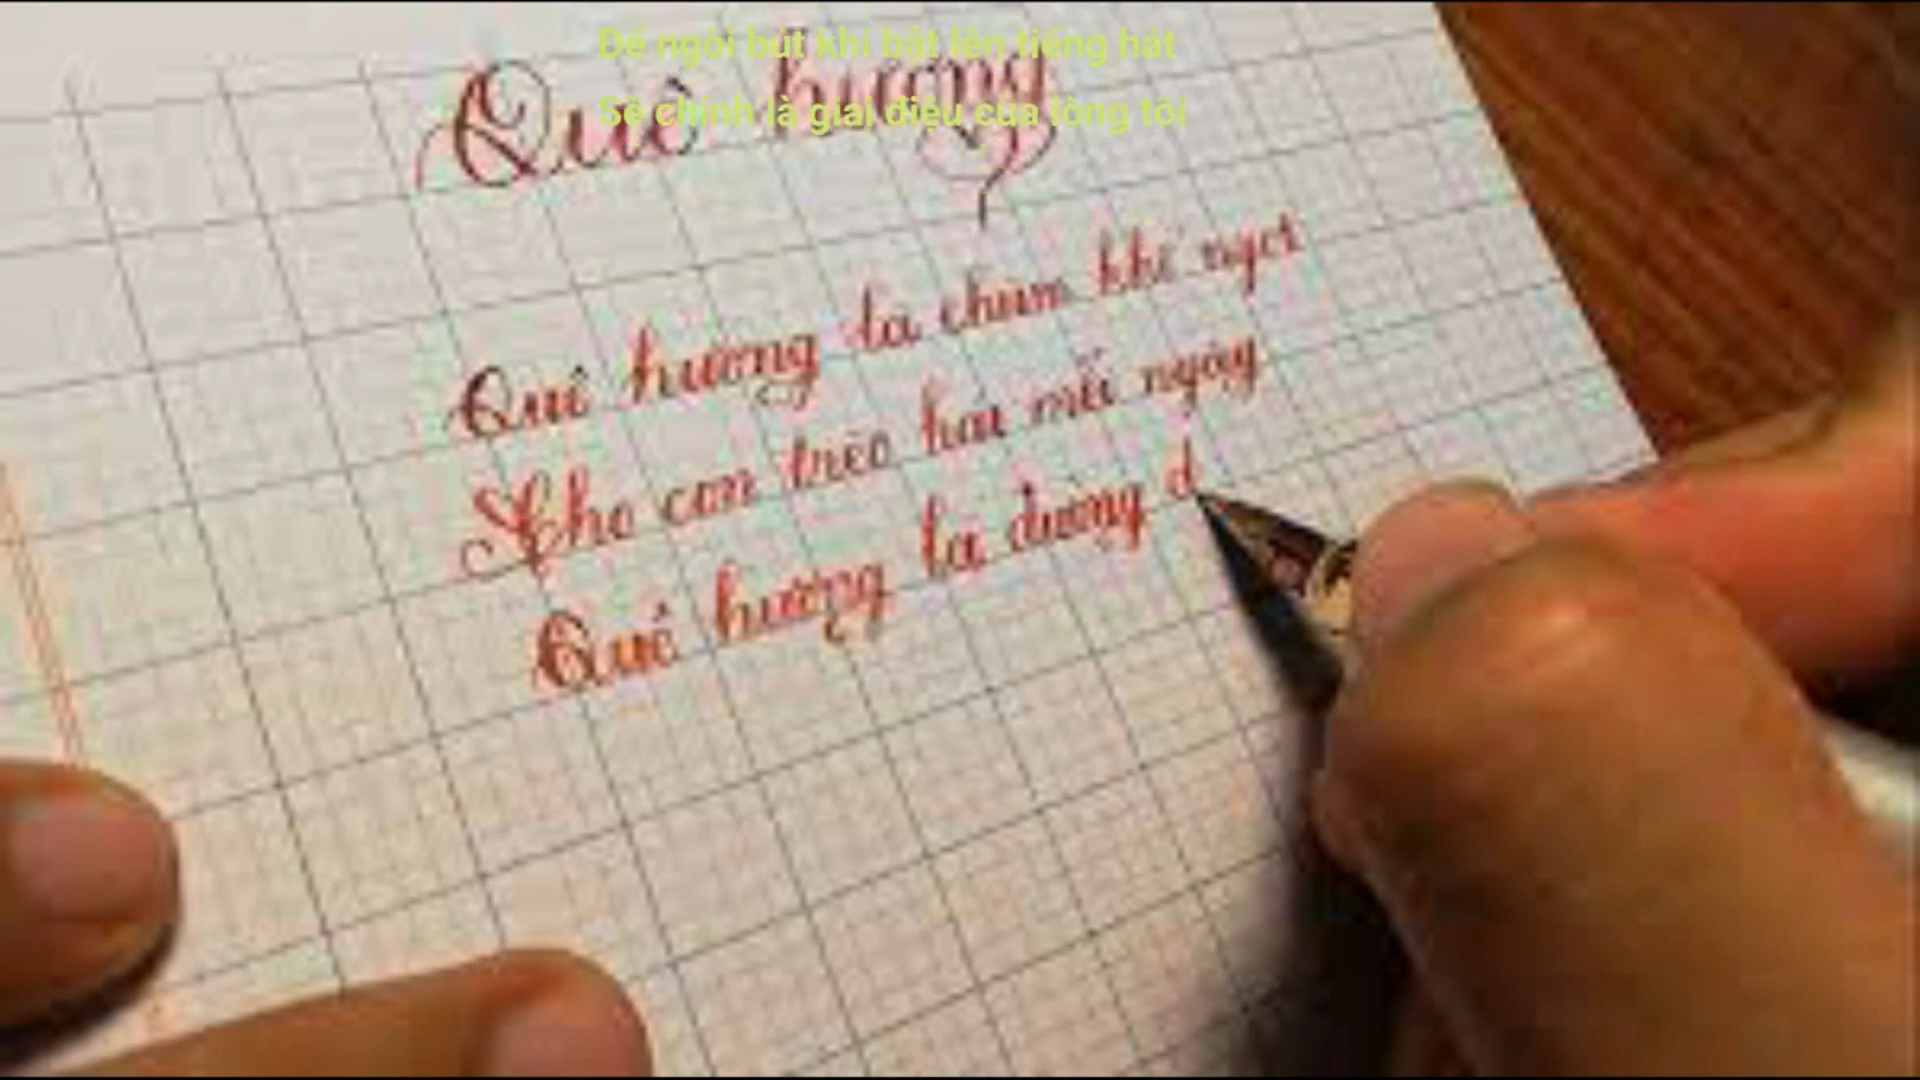 Để ngòi bút khi bật lên tiếng hát
Sẽ chính là giai điệu của lòng tôi
Quê hương
Quê hương là chùm khế ngọt
Cho con trèo hái mỗi ngày
Quê hương là đường đ